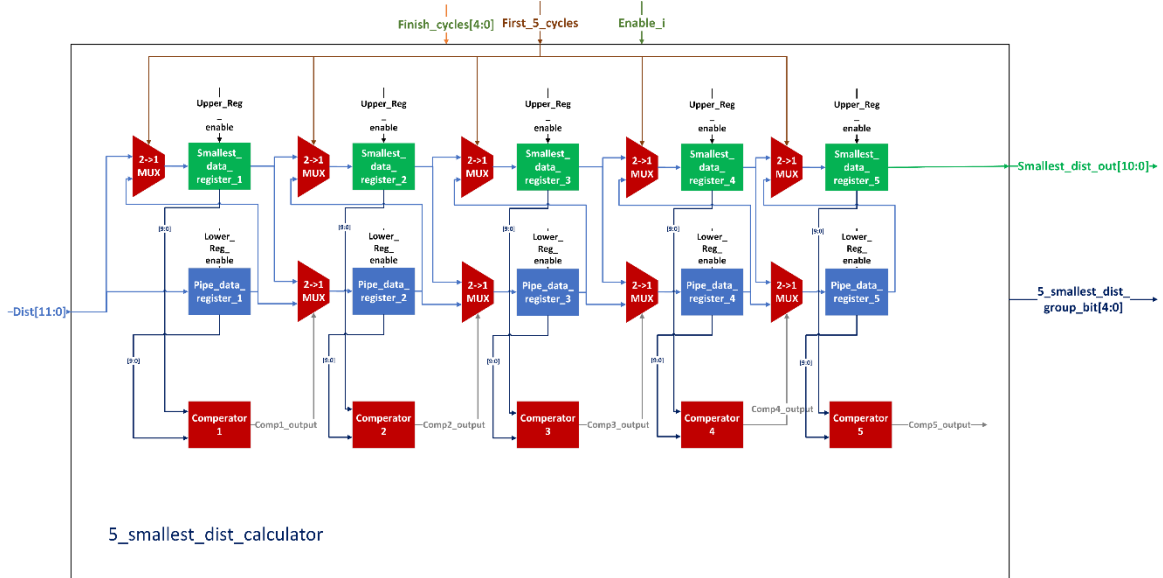 Finish_cycles[4:0]
First_5_cycles
Enable_i
Upper_Reg
_
enable
Upper_Reg
_
enable
Upper_Reg
_
enable
Upper_Reg
_
enable
Upper_Reg
_
enable
2->1
MUX
Smallest_
data_
register_1
2->1
MUX
Smallest_
data_
register_2
2->1
MUX
Smallest_
data_
register_3
2->1
MUX
Smallest_
data_
register_4
2->1
MUX
Smallest_
data_
register_5
Smallest_dist_out[10:0]
[9:0]
[9:0]
[9:0]
[9:0]
[9:0]
Lower_
Reg_
enable
Lower_
Reg_
enable
Lower_
Reg_
enable
Lower_
Reg_
enable
Lower_
Reg_
enable
Dist[11:0]
Pipe_data_
register_1
2->1
MUX
Pipe_data_
register_2
2->1
MUX
Pipe_data_
register_3
2->1
MUX
Pipe_data_
register_4
2->1
MUX
Pipe_data_
register_5
5_smallest_dist_
group_bit[4:0]
[9:0]
[9:0]
[9:0]
[9:0]
[9:0]
Comperator
1
Comp1_output
Comperator
2
Comp2_output
Comperator
3
Comp3_output
Comperator
4
Comp4_output
Comperator
5
Comp5_output
5_smallest_dist_calculator